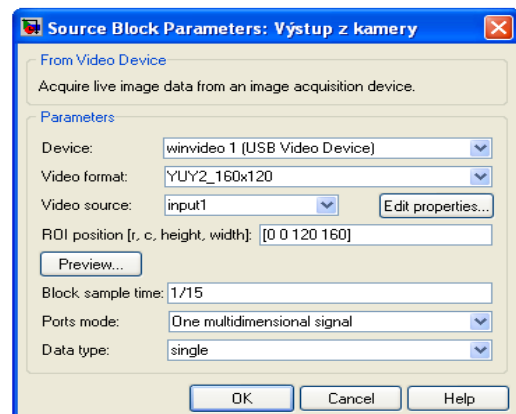 Source Block Parameters: Výstup z kamery
From Video Device
Acquire live image data from an image acquisition device.
Parameters
Device: winvideo 1 (USB Video Device)
Video format: YUY2_160x120
Video source: input1 Edit properties...
ROI position [r, c, height, width]: [0 0 120 160]
Preview...
Block sample time: 1/15
Ports mode: One multidimensional signal
Data type: single
OK Cancel Help